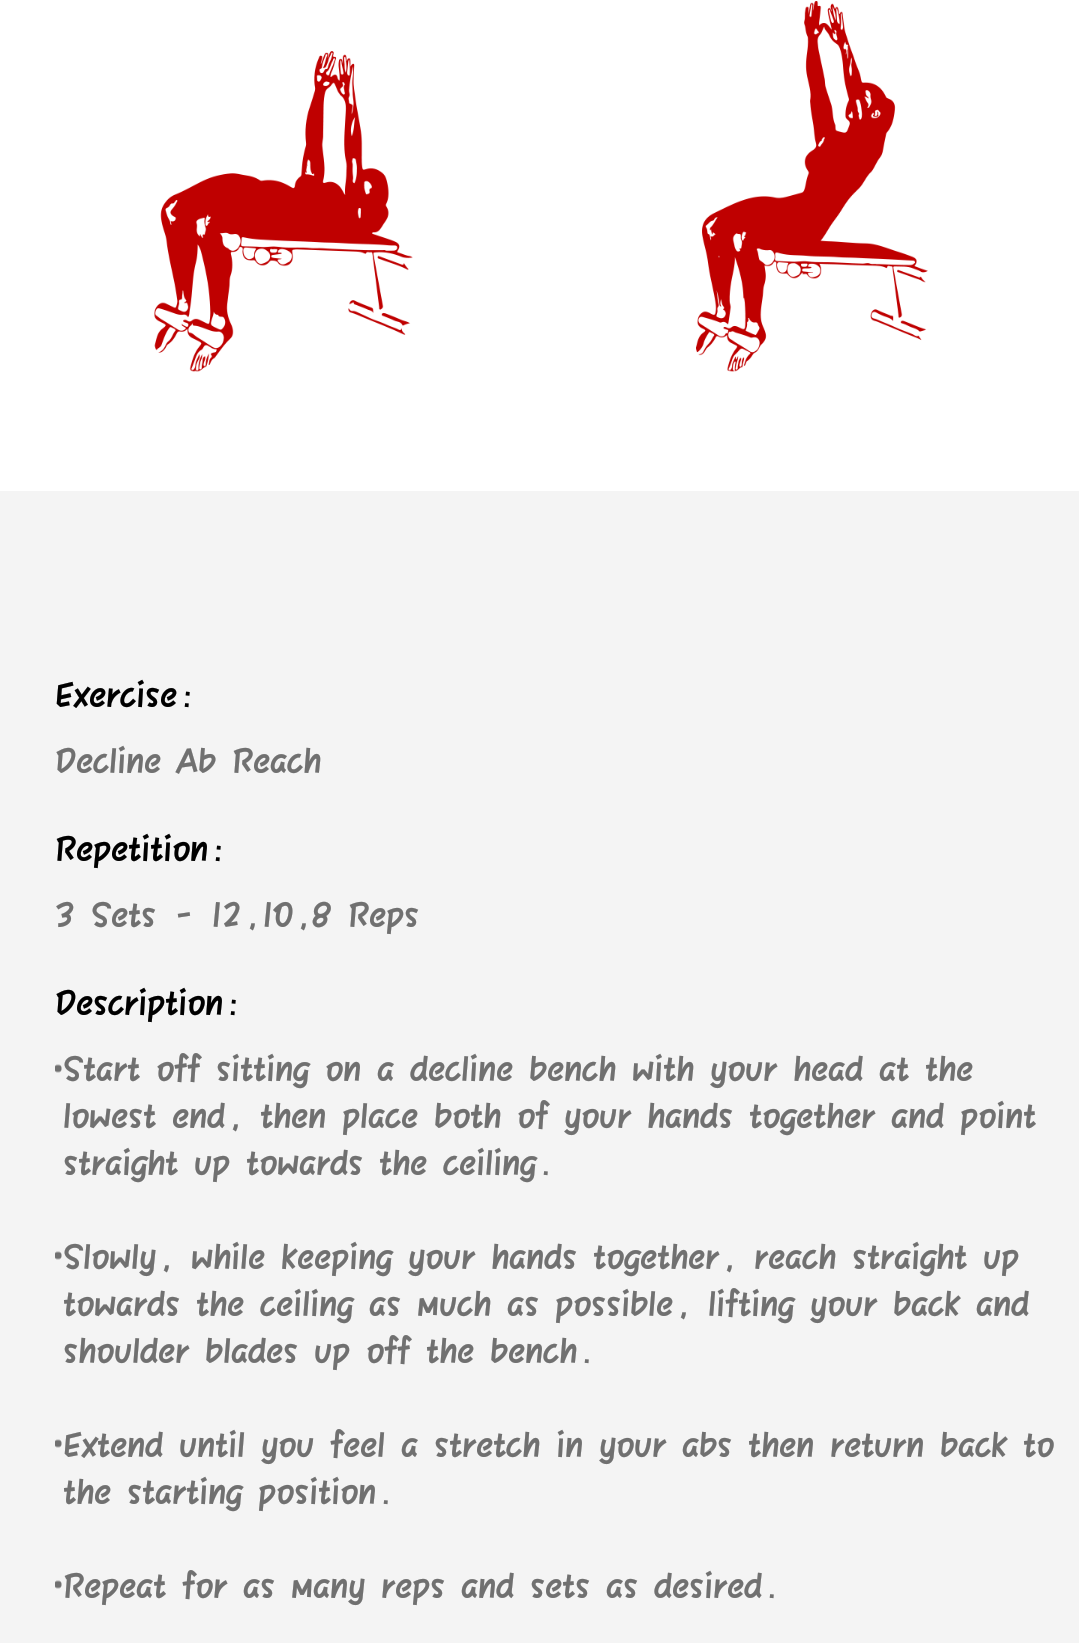 Exercise:
Decline Ab Reach
Repetition:
3 Sets - 12,10,8 Reps
Description:
•Start off sitting on a decline bench with your head at the
lowest end, then place both of your hands together and point
straight up towards the ceiling.
•Slowly, while keeping your hands together, reach straight up
towards the ceiling as much as possible, lifting your back and
shoulder blades up off the bench.
•Extend until you feel a stretch in your abs then return back to
the starting position.
•Repeat for as many reps and sets as desired.